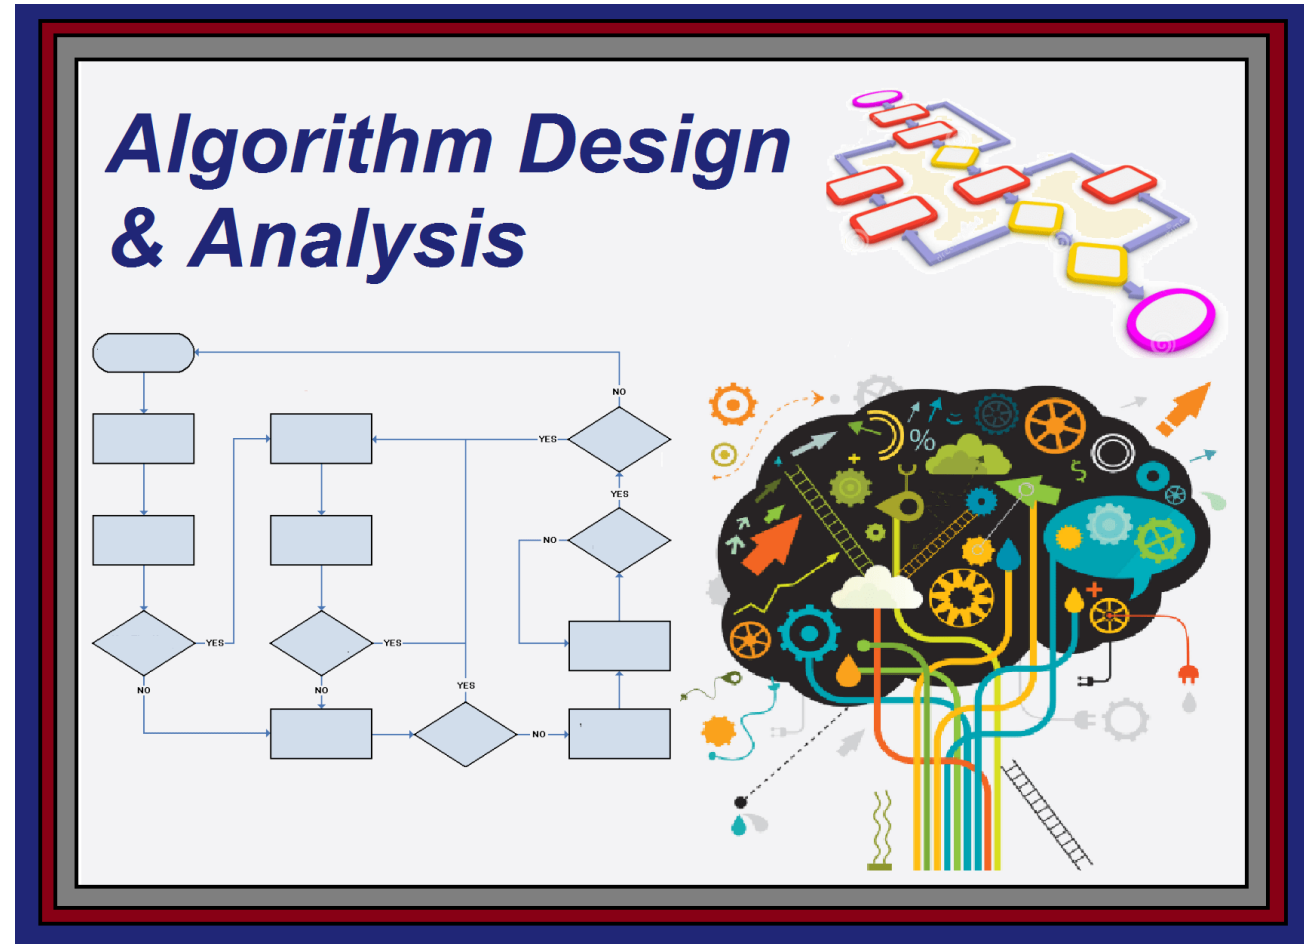 Algorithm Design
& Analysis
NO
YES
YES
NO
YES
YES
YES
NO
NO
NO
%
$